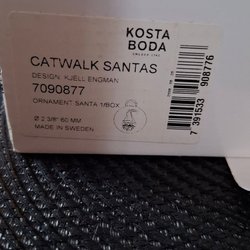 KOSTA
BODA
CATWALK SANTAS
DESIGN: KJELL ENGMAN
7090877
ORNAMENT SANTA 1/BOX
Ø 2 3/8" 60 MM
MADE IN SWEDEN
7 391533 908776